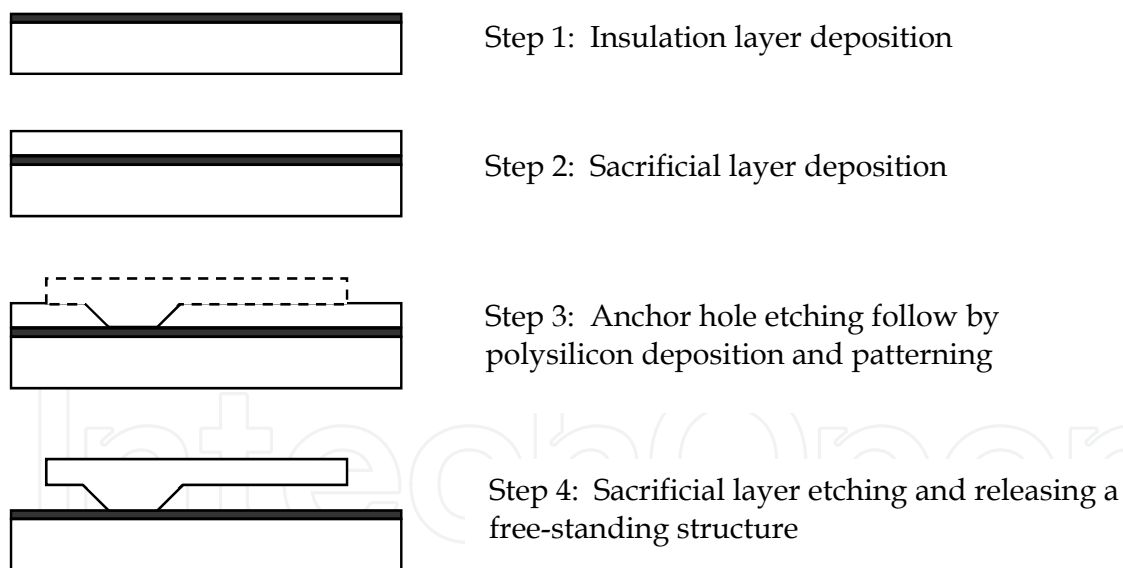 Step 1: Insulation layer deposition
Step 2: Sacrificial layer deposition
Step 3: Anchor hole etching follow by
polysilicon deposition and patterning
IntechOpen
Step 4: Sacrificial layer etching and releasing a
free-standing structure